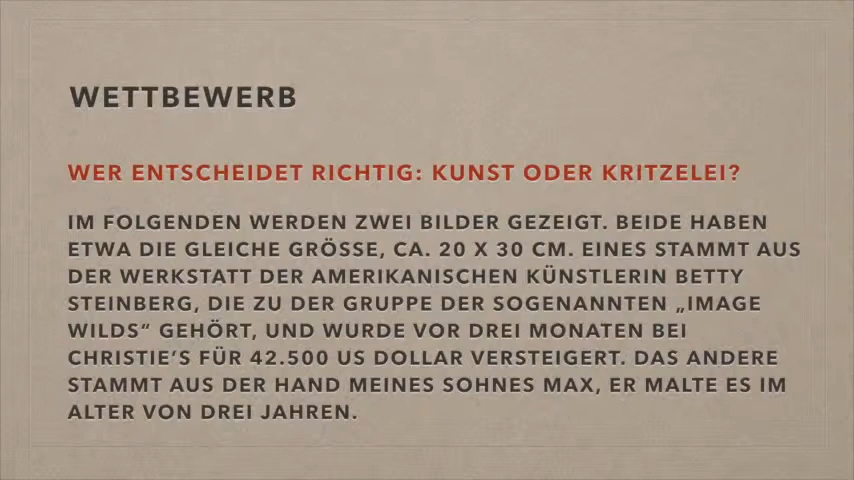 WETTBEWERB
WER ENTSCHEIDET RICHTIG: KUNST ODER KRITZELEI?
IM FOLGENDEN WERDEN ZWEI BILDER GEZEIGT. BEIDE HABEN
ETWA DIE GLEICHE GRÖSSE, CA. 20 X 30 CM. EINES STAMMT AUS
DER WERKSTATT DER AMERIKANISCHEN KÜNSTLERIN BETTY
STEINBERG, DIE ZU DER GRUPPE DER SOGENANNTEN „IMAGE
WILDS“ GEHÖRT, UND WURDE VOR DREI MONATEN BEI
CHRISTIE’S FÜR 42.500 US DOLLAR VERSTEIGERT. DAS ANDERE
STAMMT AUS DER HAND MEINES SOHNES MAX, ER MALTE ES IM
ALTER VON DREI JAHREN.